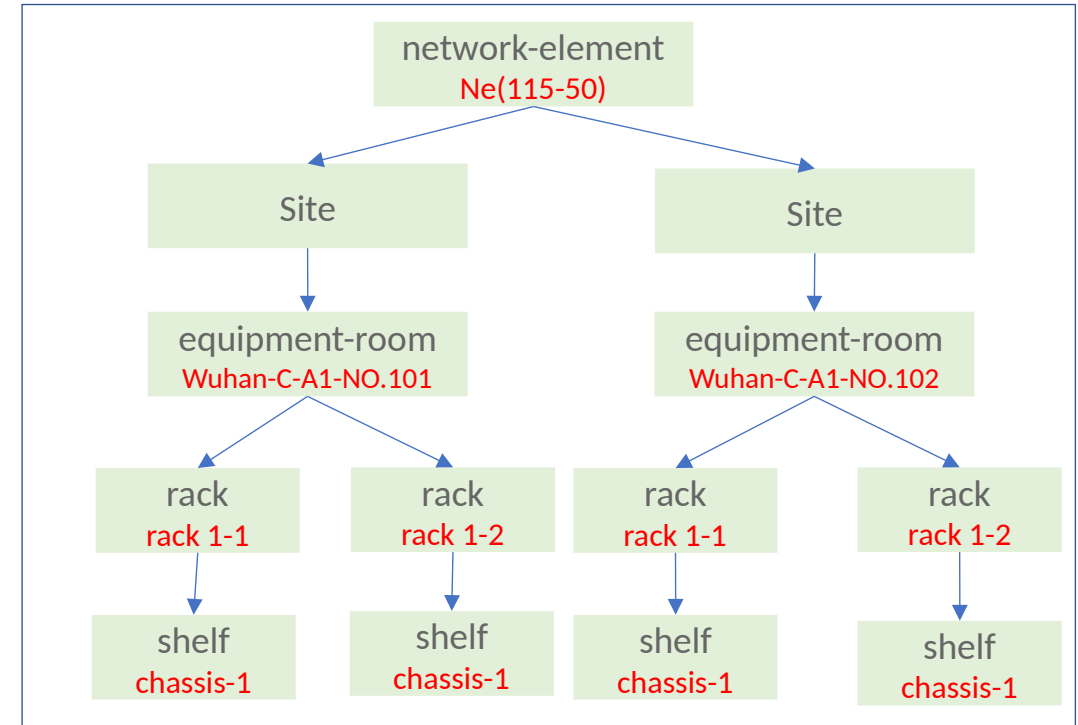 network-element
Ne(115-50)
Site
Site
equipment-room
Wuhan-C-A1-NO.101
equipment-room
Wuhan-C-A1-NO.102
rack
rack 1-1
rack
rack 1-2
rack
rack 1-1
rack
rack 1-2
shelf
chassis-1
shelf
chassis-1
shelf
chassis-1
shelf
chassis-1